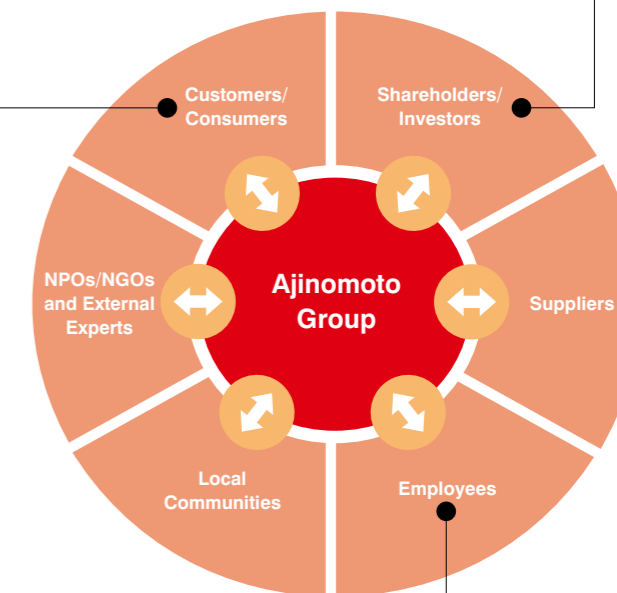 Customers/
Consumers
Shareholders/
Investors
NPOs/NGOs
and External
Experts
Ajinomoto
Group
Suppliers
Local
Communities
Employees